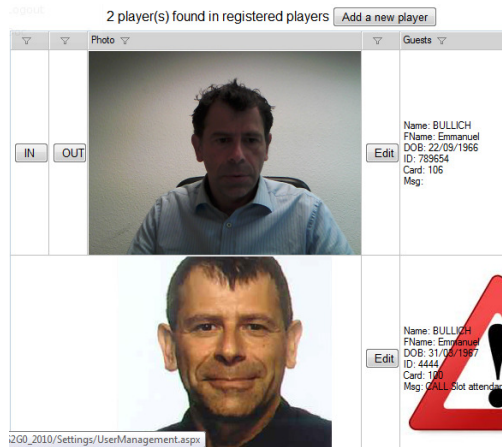 2 player(s) found in registered players Add a new player
Photo Guests
IN OUT Edit
Name: BULLICH
FName: Emmanuel
DOB: 22/09/1966
ID: 789654
Card: 106
Msg:
Edit
Name: BULLICH
FName: Emmanuel
DOB: 31/03/1967
ID: 4444
Card: 100
Msg: CALL Slot attendan
S2G0_2010/Settings/UserManagement.aspx